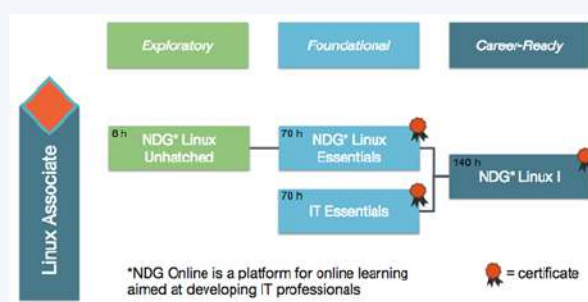 Exploratory
Foundational
Career-Ready
Linux Associate
8 h
NDG* Linux
Unhatched
70 h
NDG* Linux
Essentials
70 h
IT Essentials
140 h
NDG* Linux I
*NDG Online is a platform for online learning
aimed at developing IT professionals
= certificate